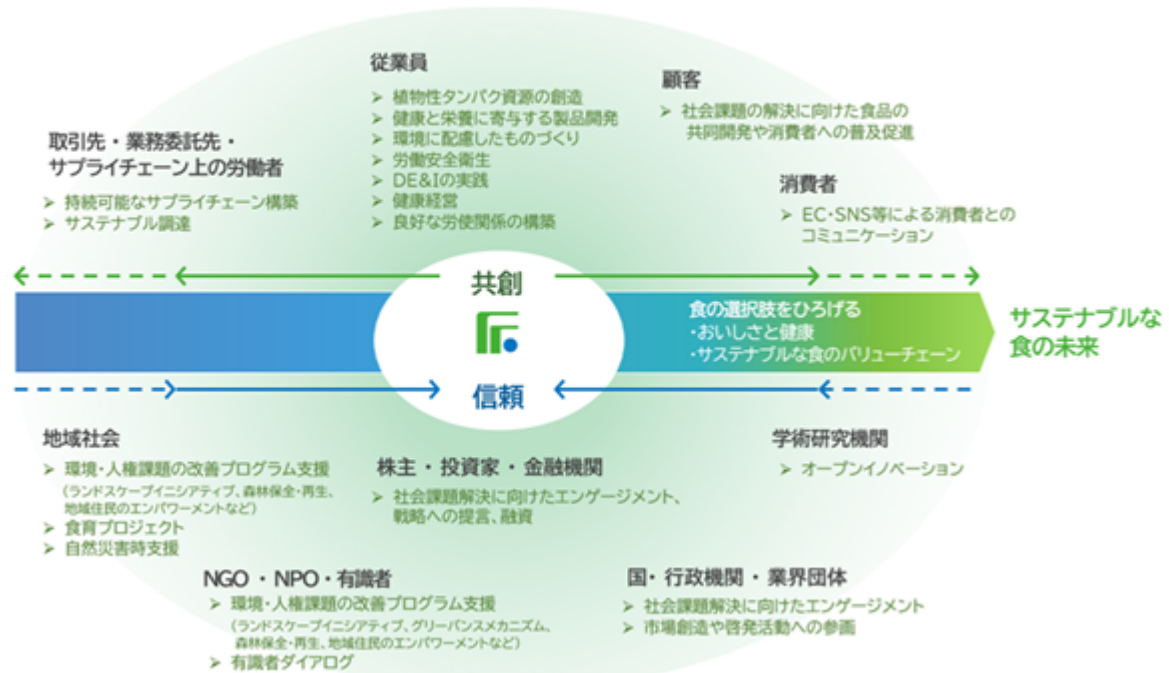 従業員
➢ 植物性タンパク資源の創造
➢ 健康と栄養に寄与する製品開発
➢ 環境に配慮したものづくり
➢ 労働安全衛生
➢ DE&Iの実践
➢ 健康経営
➢ 良好な労使関係の構築
顧客
➢ 社会課題の解決に向けた食品の
共同開発や消費者への普及促進
取引先・業務委託先・
サプライチェーン上の労働者
➢ 持続可能なサプライチェーン構築
➢ サステナブル調達
消費者
➢ EC・SNS等による消費者との
コミュニケーション
共創
信頼
食の選択肢をひろげる
・おいしさと健康
・サステナブルな食のバリューチェーン
サステナブルな
食の未来
地域社会
➢ 環境・人権課題の改善プログラム支援
(ランドスケープイニシアティブ、森林保全・再生、
地域住民のエンパワーメントなど)
➢ 食育プロジェクト
➢ 自然災害時支援
株主・投資家・金融機関
➢ 社会課題解決に向けたエンゲージメント、
戦略への提言、融資
学術研究機関
➢ オープンイノベーション
NGO・NPO・有識者
➢ 環境・人権課題の改善プログラム支援
(ランドスケープイニシアティブ、グリーバンスメカニズム、
森林保全・再生、地域住民のエンパワーメントなど)
➢ 有識者ダイアログ
国・行政機関・業界団体
➢ 社会課題解決に向けたエンゲージメント
➢ 市場創造や啓発活動への参画